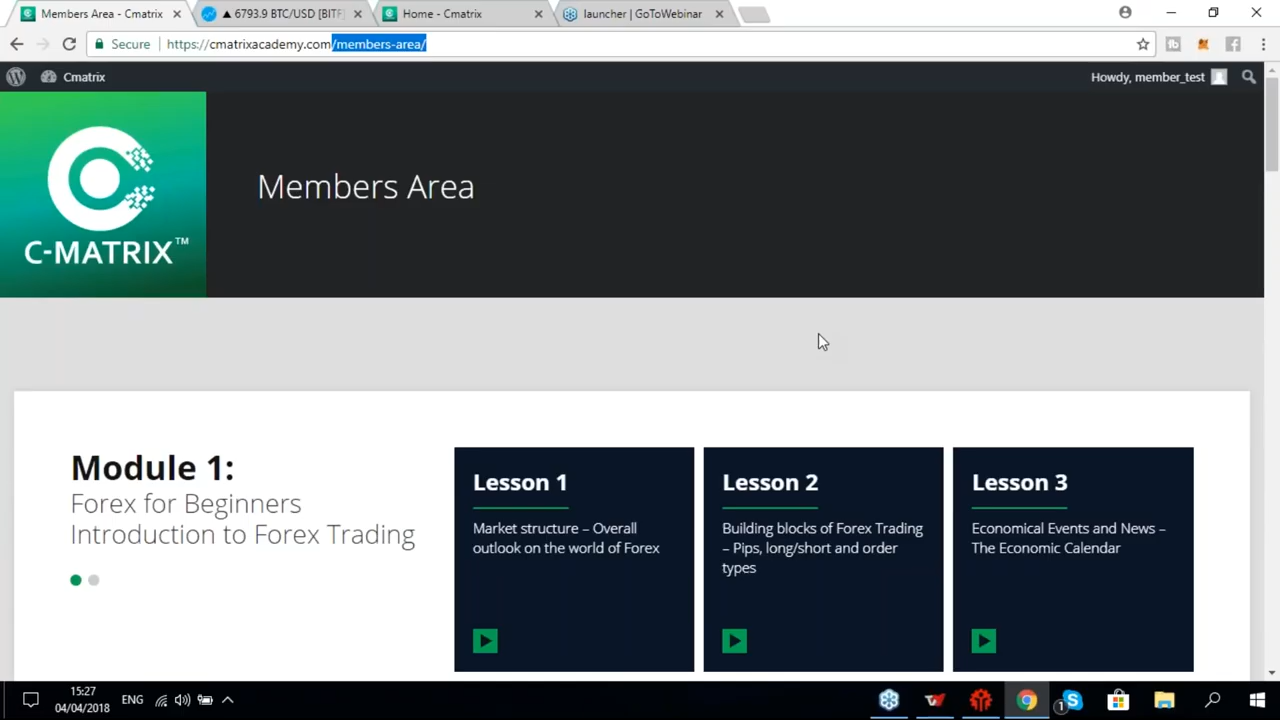 Members Area - Cmatrix
▲ 6793.9 BTC/USD [BITF
Home - Cmatrix
launcher | GoToWebinar
Secure
https://cmatrixacademy.com/members-area/
Cmatrix
Howdy, member_test
C-MATRIX™
Members Area
Module 1:
Forex for Beginners
Introduction to Forex Trading
Lesson 1
Market structure – Overall
outlook on the world of Forex
Lesson 2
Building blocks of Forex Trading
– Pips, long/short and order
types
Lesson 3
Economical Events and News –
The Economic Calendar
15:27
04/04/2018
ENG
1